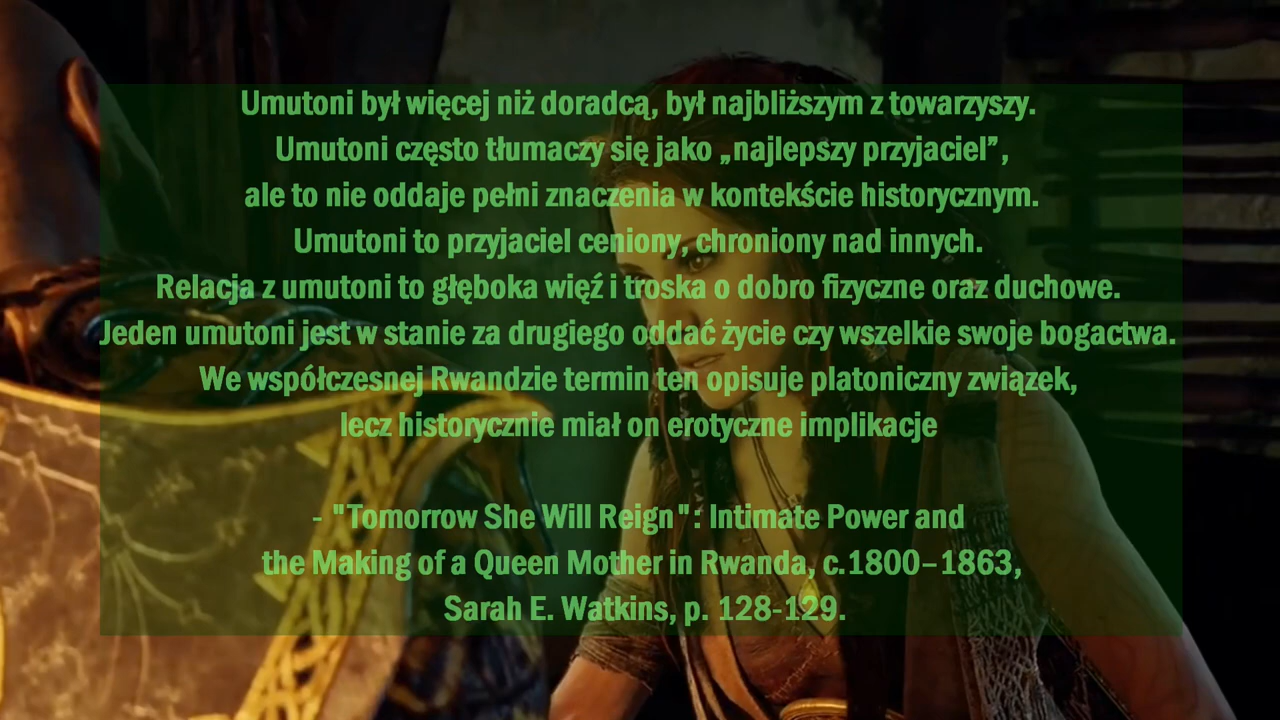 Umutoni był więcej niż doradcą, był najbliższym z towarzyszy.
Umutoni często tłumaczy się jako „najlepszy przyjaciel”,
ale to nie oddaje pełni znaczenia w kontekście historycznym.
Umutoni to przyjaciel ceniony, chroniony nad innych.
Relacja z umutoni to głęboka więź i troska o dobro fizyczne oraz duchowe.
Jeden umutoni jest w stanie za drugiego oddać życie czy wszelkie swoje bogactwa.
We współczesnej Rwandzie termin ten opisuje platoniczny związek,
lecz historycznie miał on erotyczne implikacje
- "Tomorrow She Will Reign": Intimate Power and
the Making of a Queen Mother in Rwanda, c.1800–1863,
Sarah E. Watkins, p. 128-129.